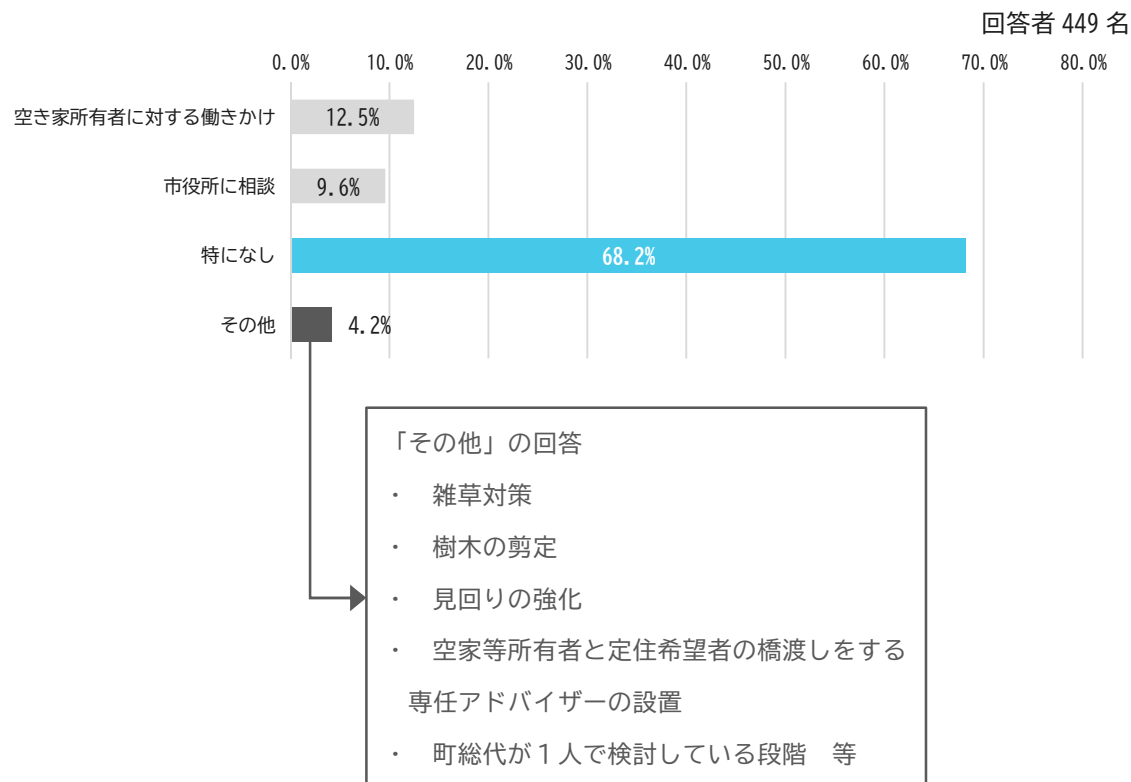 回答者 449 名
0.0% 10.0% 20.0% 30.0% 40.0% 50.0% 60.0% 70.0% 80.0%
空き家所有者に対する働きかけ 12.5%
市役所に相談 9.6%
特になし 68.2%
その他 4.2%
「その他」の回答
・ 雑草対策
・ 樹木の剪定
・ 見回りの強化
・ 空家等所有者と定住希望者の橋渡しをする
専任アドバイザーの設置
・ 町総代が１人で検討している段階 等